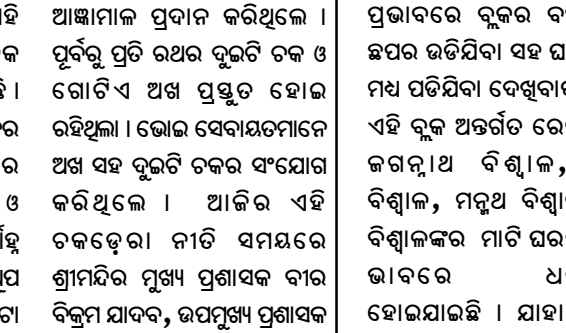 ଆଜ୍ଞାମାଳ ପ୍ରଦାନ କରିଥିଲେ ।
ପୂର୍ବରୁ ପ୍ରତି ରଥର ଦୁଇଟି ଚକ ଓ
ଗୋଟିଏ ଅଖ ପ୍ରସ୍ତୁତ ହୋଇ
ରହିଥିଲା । ଭୋଇ ସେବାୟତମାନେ
ଅଖ ସହ ଦୁଇଟି ଚକର ସଂଯୋଗ
କରିଥିଲେ । ଆଜିର ଏହି
ଚକଡ଼େରା ନୀତି ସମୟରେ
ଶ୍ରୀମନ୍ଦିର ମୁଖ୍ୟ ପ୍ରଶାସକ ବୀର
ବିକ୍ରମ ଯାଦବ, ଉପମୁଖ୍ୟ ପ୍ରଶାସକ
ପ୍ରଭାବରେ ବ୍ଲକର
ଛପର ଉଡିଯିବା ସହ
ମଧ୍ୟ ପଡିଯିବା
ଏହି ବ୍ଲକ ଅନ୍ତର୍ଗତ
ଜଗନ୍ନାଥ ବିଶ୍ୱାଳ,
ବିଶ୍ୱାଳ, ମନ୍ମଥ
ବିଶ୍ୱାଳଙ୍କର ମାଟି
ଭାବରେ
ହୋଇଯାଇଛି । ଯାହା